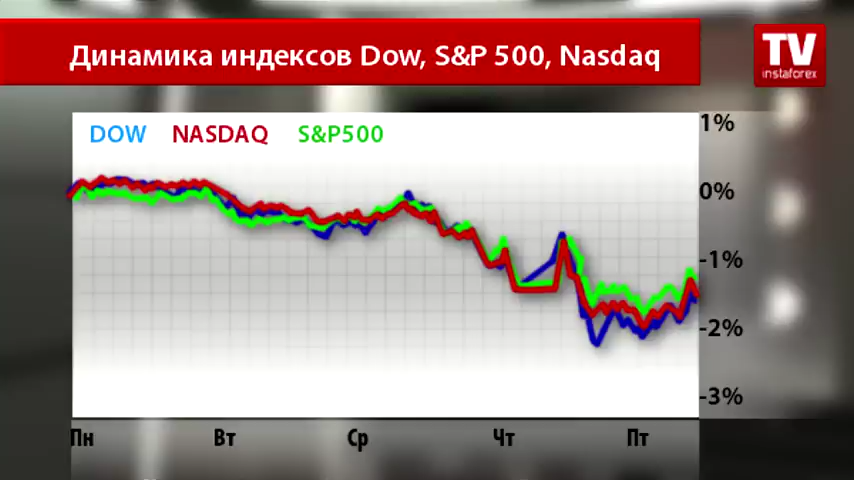 Динамика индексов Dow, S&P 500, Nasdaq
TV
instaforex
DOW NASDAQ S&P500
1%
0%
-1%
-2%
-3%
Пн Вт Ср Чт Пт